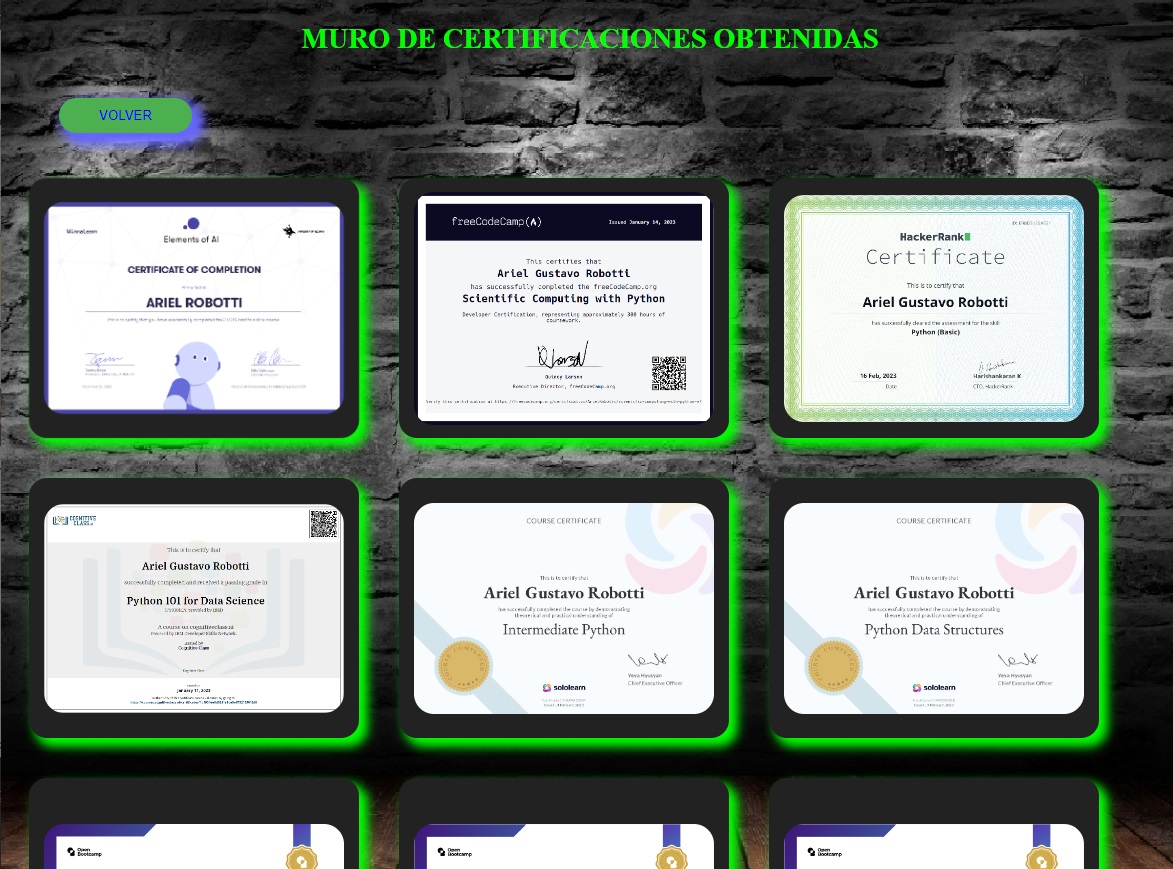 MURO DE CERTIFICACIONES OBTENIDAS
VOLVER
MinnaLearn
Elements of AI
CERTIFICATE OF COMPLETION
ARIEL ROBOTTI
freeCodeCamp(A)
Issued January 14, 2023
This certifies that
Ariel Gustavo Robotti
has successfully completed the freeCodeCamp.org
Scientific Computing with Python
Developer Certification, representing approximately 300 hours of
coursework.
Quincy Larson
Executive Director, freeCodeCamp.org
HackerRank
Certificate
This is to certify that
Ariel Gustavo Robotti
has successfully cleared the assessment for the skill
Python (Basic)
16 Feb, 2023
Date
Harishankaran K
CTO, HackerRank
COGNITIVE
CLASS.ai
This is to certify that
Ariel Gustavo Robotti
successfully completed and received a passing grade in
Python 101 for Data Science
A course on cognitiveclass.ai
Powered by IBM Developer Skills Network.
Issued by
Cognitive Class
January 11, 2023
COURSE CERTIFICATE
This is to certify that
Ariel Gustavo Robotti
has successfully completed the course by demonstrating
theoretical and practical understanding of
Intermediate Python
Yeva Hyusyan
Chief Executive Officer
sololearn
COURSE CERTIFICATE
This is to certify that
Ariel Gustavo Robotti
has successfully completed the course by demonstrating
theoretical and practical understanding of
Python Data Structures
Yeva Hyusyan
Chief Executive Officer
sololearn
Open
Bootcamp
Open
Bootcamp
Open
Bootcamp